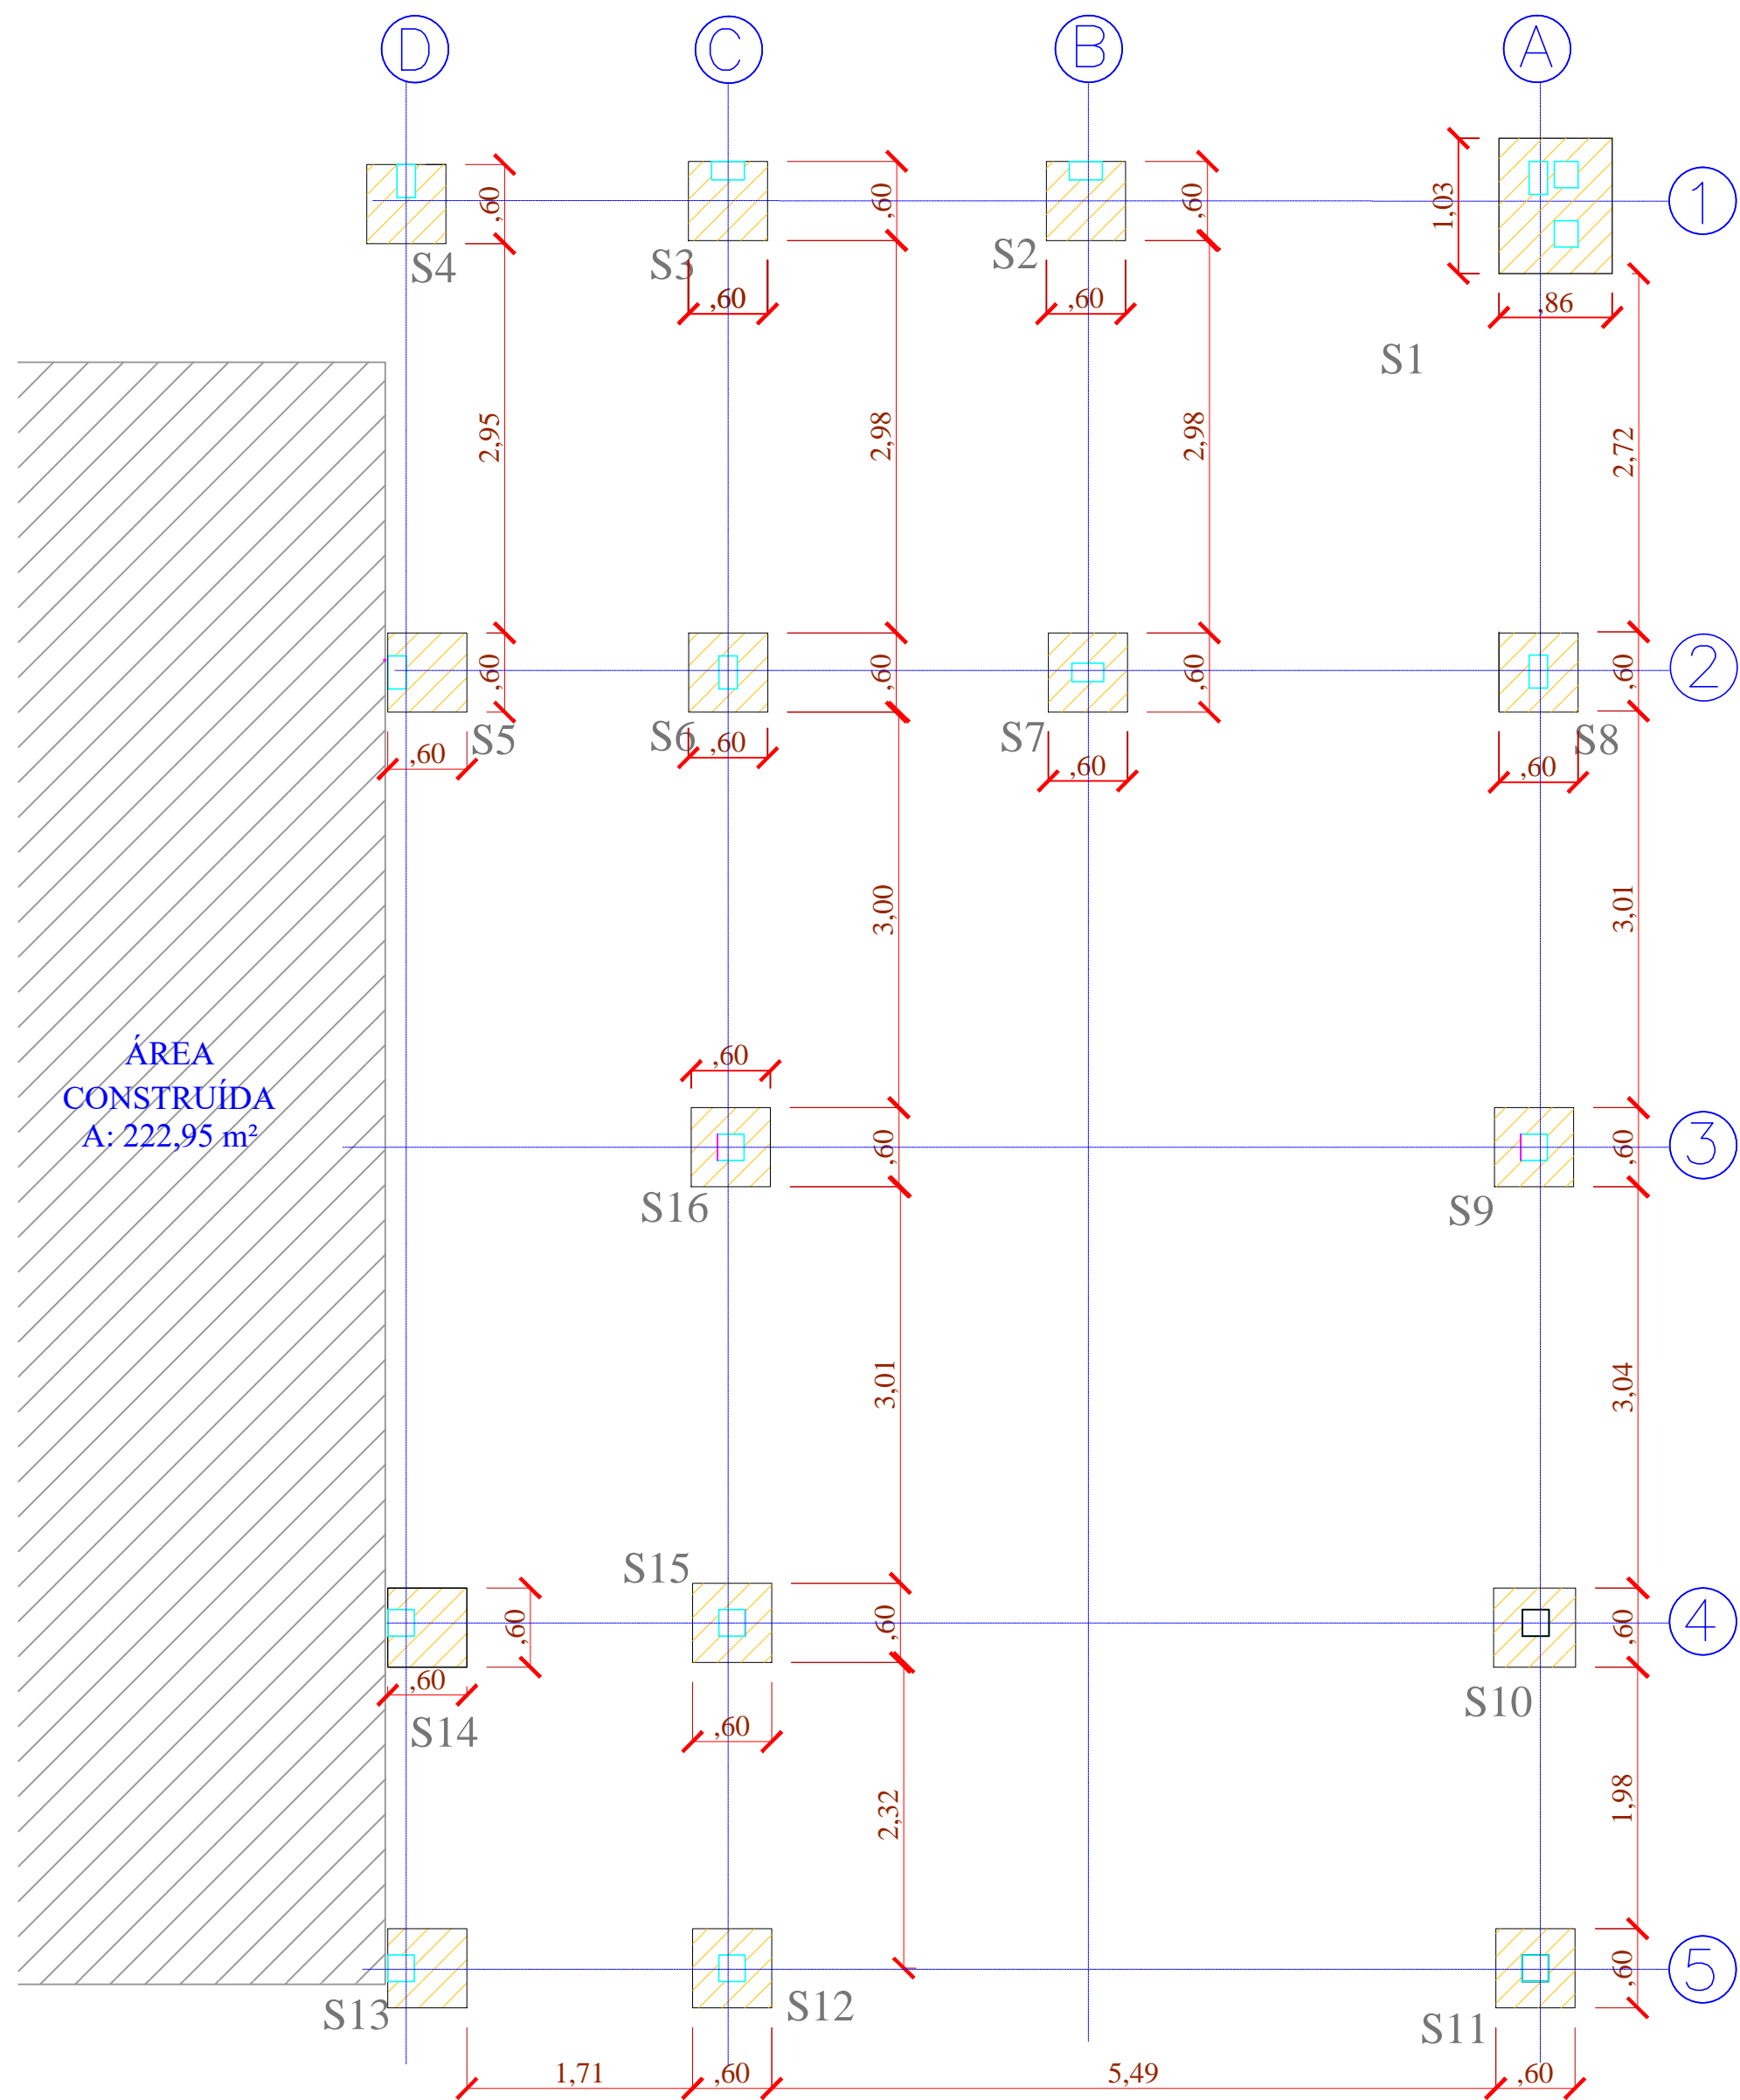 D
C
B
A
1
,60
,60
,60
1,03
S4
S3
S2
,60
,60
,86
S1
2,95
2,98
2,98
2,72
2
,60
,60
,60
,60
S5
S6
S7
S8
,60
,60
,60
,60
3,00
3,01
ÁREA
CONSTRUÍDA
A: 222,95 m²
,60
3
,60
,60
S16
S9
3,01
3,04
S15
4
,60
,60
,60
,60
S14
S10
,60
2,32
1,98
5
,60
S13
S12
S11
1,71
,60
5,49
,60